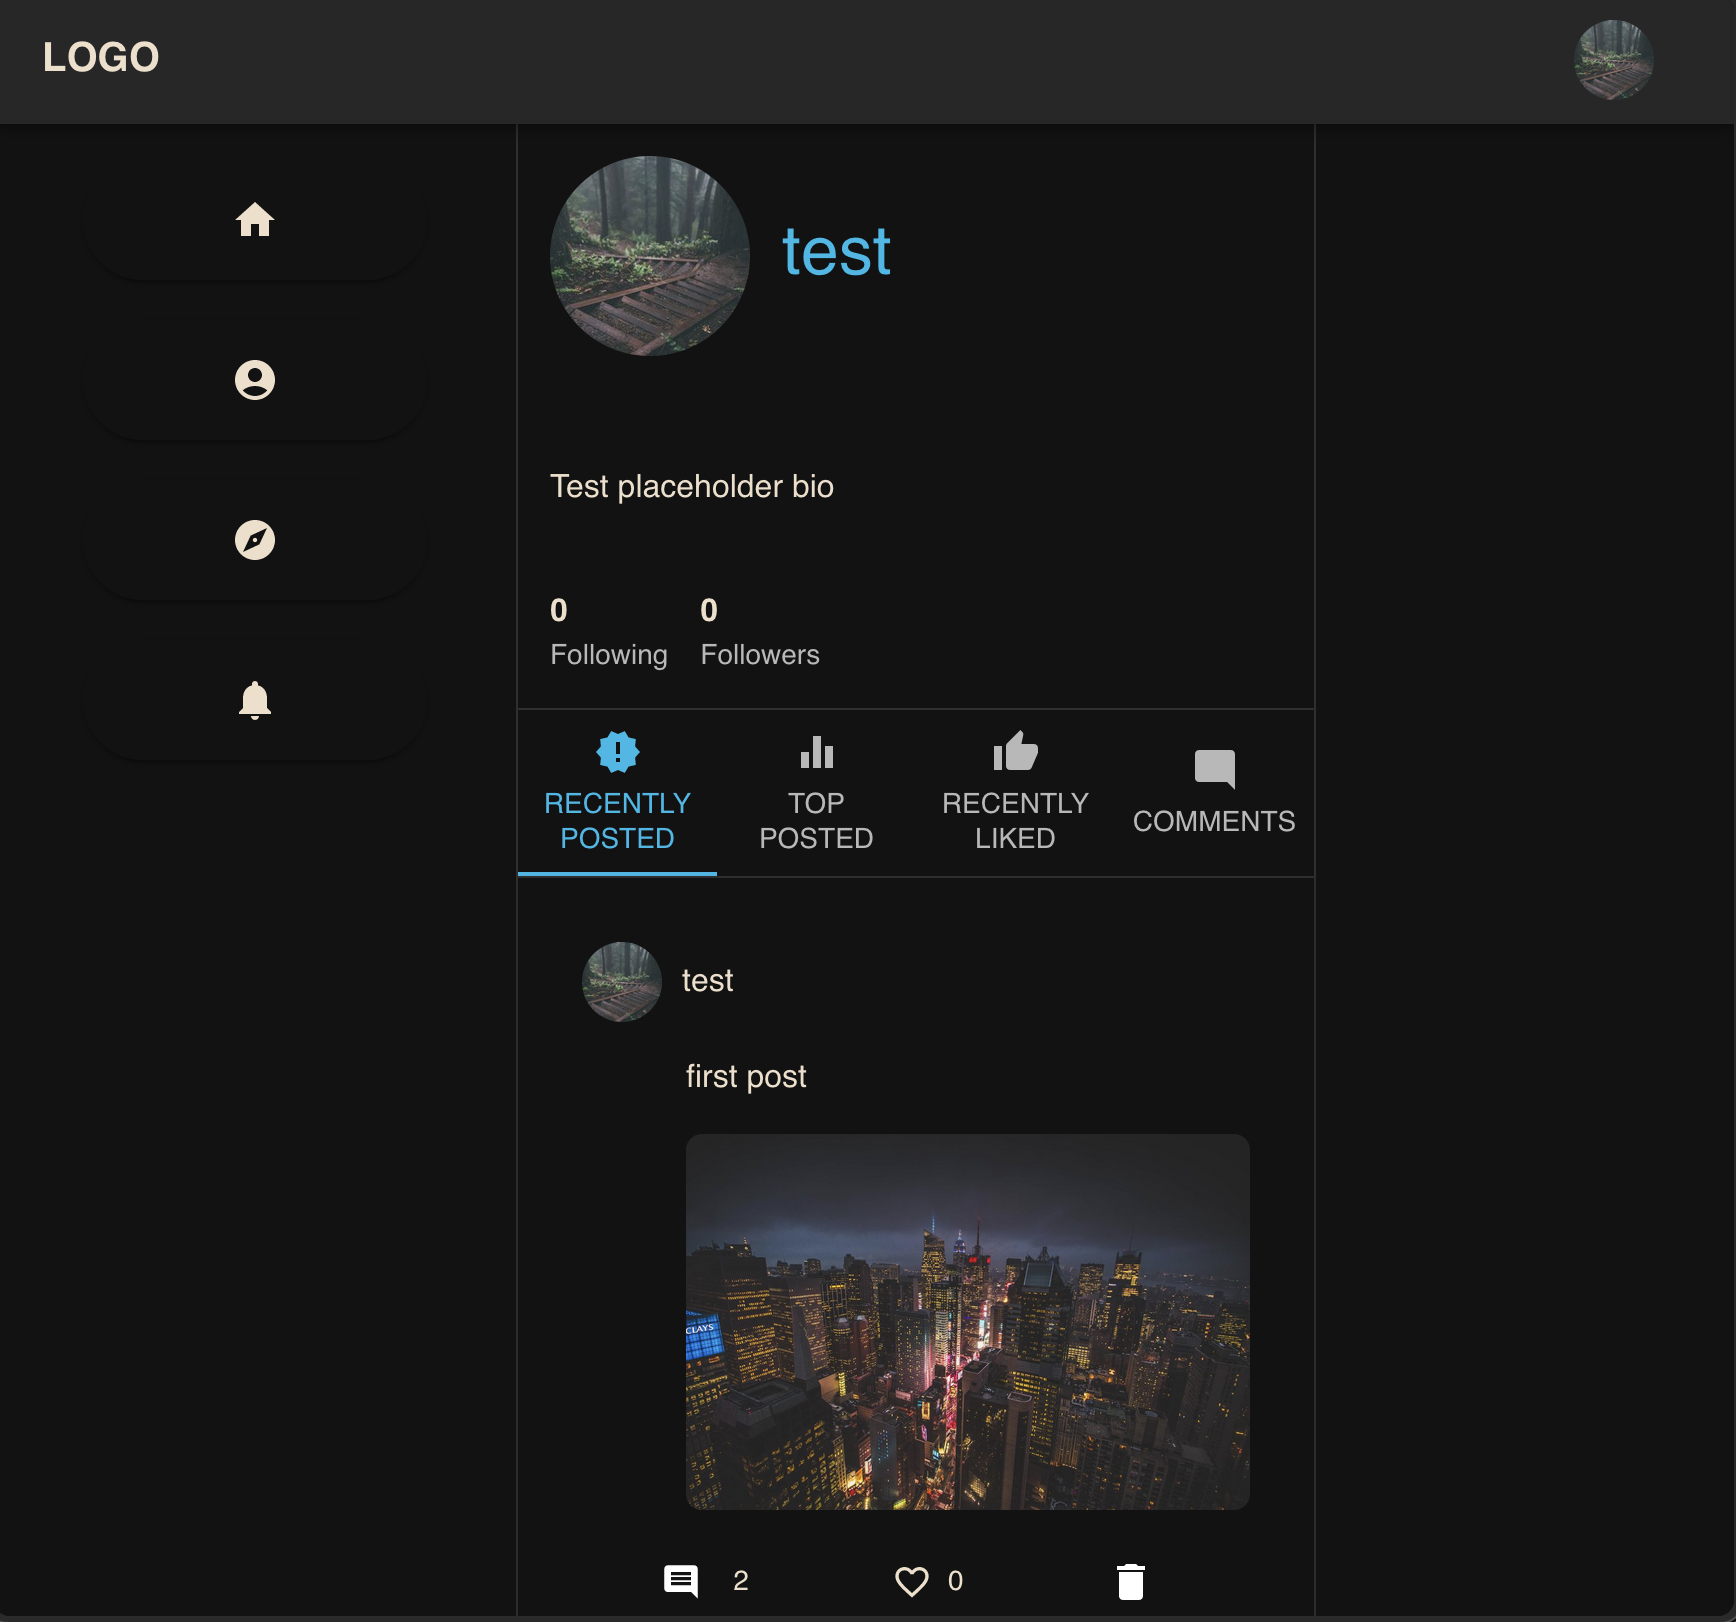 LOGO
test
Test placeholder bio
0 0
Following Followers
RECENTLY
POSTED
TOP
POSTED
RECENTLY
LIKED
COMMENTS
test
first post
CLAYS
2 0